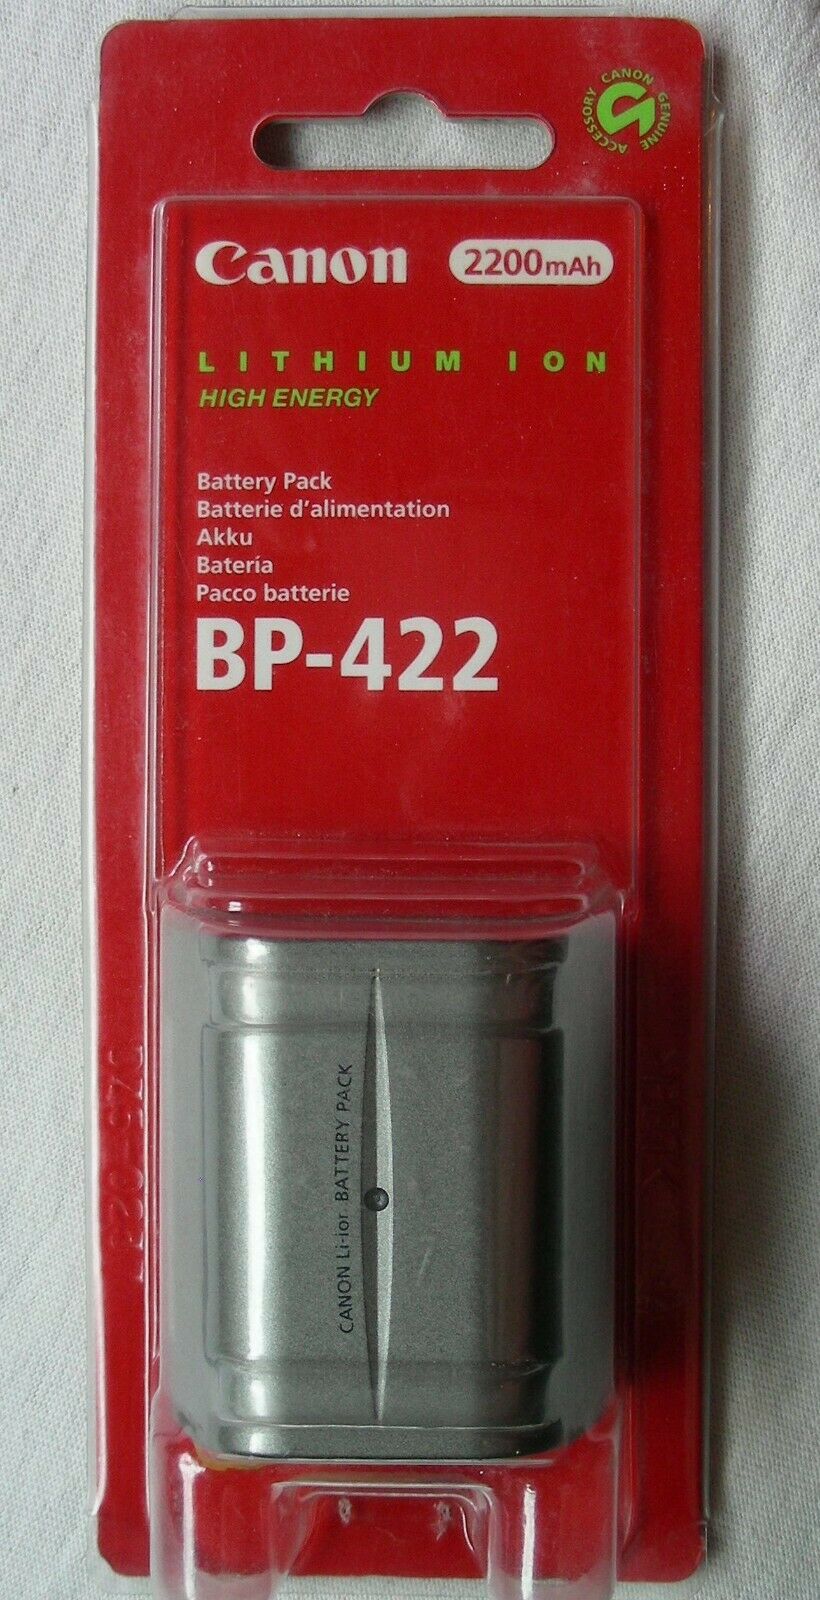 CANON GENUINE ACCESSORY
Canon 2200mAh
LITHIUM ION
HIGH ENERGY
Battery Pack
Batterie d'alimentation
Akku
Batería
Pacco batterie
BP-422
CANON Li-ion BATTERY PACK